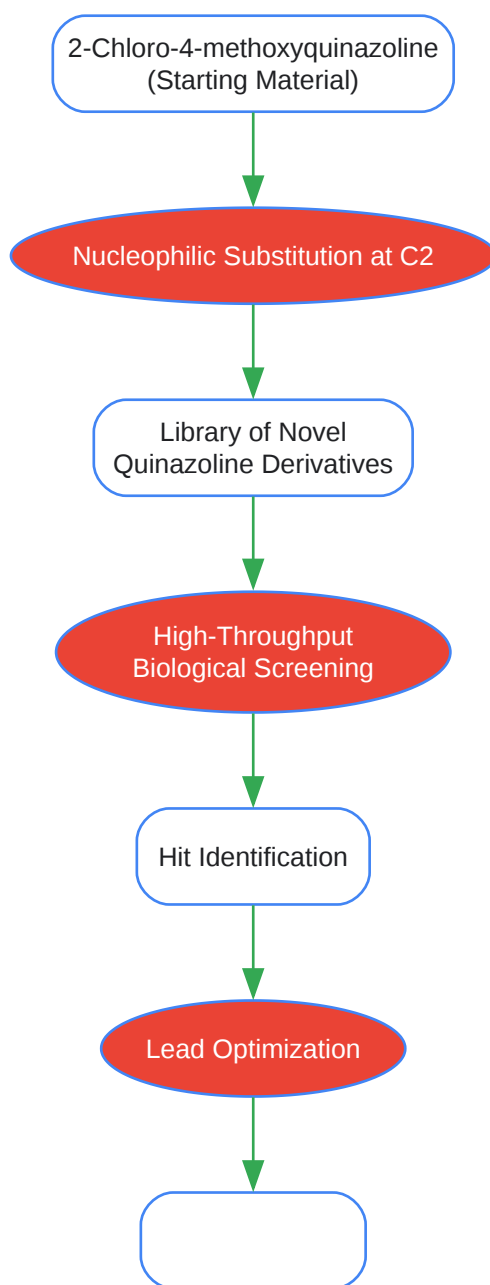 2-Chloro-4-methoxyquinazoline
(Starting Material)
Nucleophilic Substitution at C2
Library of Novel
Quinazoline Derivatives
High-Throughput
Biological Screening
Hit Identification
Lead Optimization